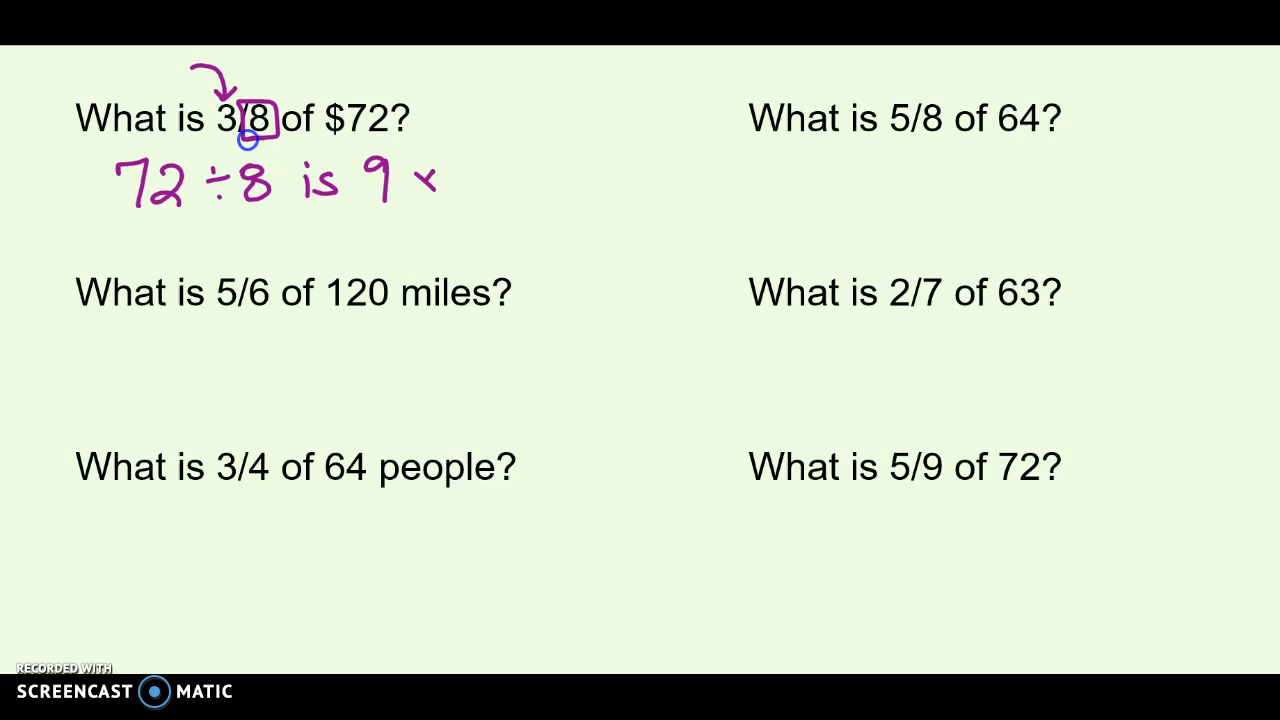 What is 3/8 of $72?
72 ÷ 8 is 9 ×
What is 5/6 of 120 miles?
What is 3/4 of 64 people?
What is 5/8 of 64?
What is 2/7 of 63?
What is 5/9 of 72?
RECORDED WITH
SCREENCAST MATIC